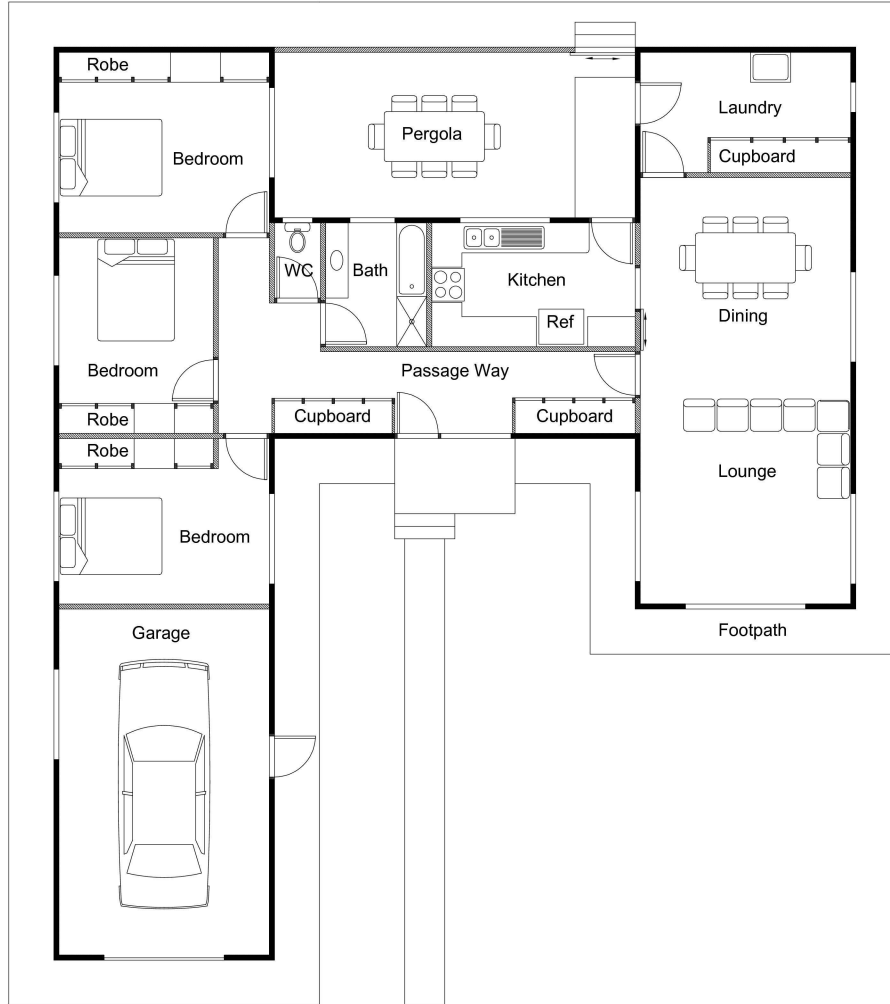 Robe
Pergola
Laundry
Bedroom
Cupboard
WC
Bath
Kitchen
Ref
Dining
Bedroom
Passage Way
Robe
Cupboard
Cupboard
Robe
Lounge
Bedroom
Garage
Footpath